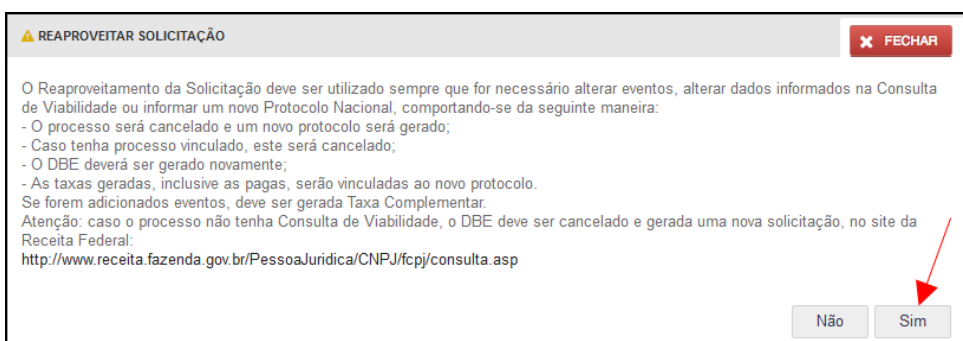 REAPROVEITAR SOLICITAÇÃO
FECHAR
O Reaproveitamento da Solicitação deve ser utilizado sempre que for necessário alterar eventos, alterar dados informados na Consulta
de Viabilidade ou informar um novo Protocolo Nacional, comportando-se da seguinte maneira:
- O processo será cancelado e um novo protocolo será gerado;
- Caso tenha processo vinculado, este será cancelado;
- O DBE deverá ser gerado novamente;
- As taxas geradas, inclusive as pagas, serão vinculadas ao novo protocolo.
Se forem adicionados eventos, deve ser gerada Taxa Complementar.
Atenção: caso o processo não tenha Consulta de Viabilidade, o DBE deve ser cancelado e gerada uma nova solicitação, no site da
Receita Federal:
http://www.receita.fazenda.gov.br/PessoaJuridica/CNPJ/fcpj/consulta.asp
Não
Sim